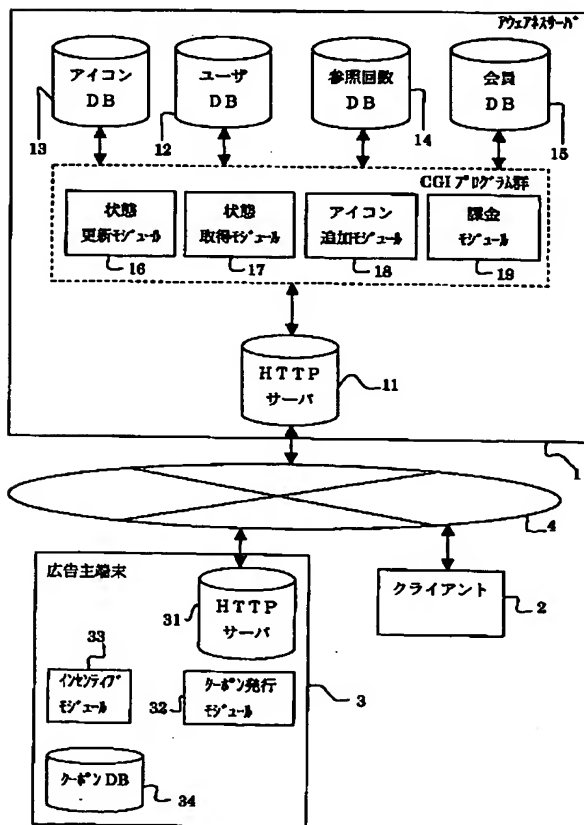 アウェアネスサーバ
アイコン
DB
ユーザ
DB
参照回数
DB
会員
DB
13
12
14
15
CGIプログラム群
状態
更新モジュール
状態
取得モジュール
アイコン
追加モジュール
課金
モジュール
16
17
18
19
HTTP
サーバ
11
1
4
広告主端末
HTTP
サーバ
31
クライアント
2
33
インセンティブ
モジュール
32
クーポン発行
モジュール
3
クーポンDB
34